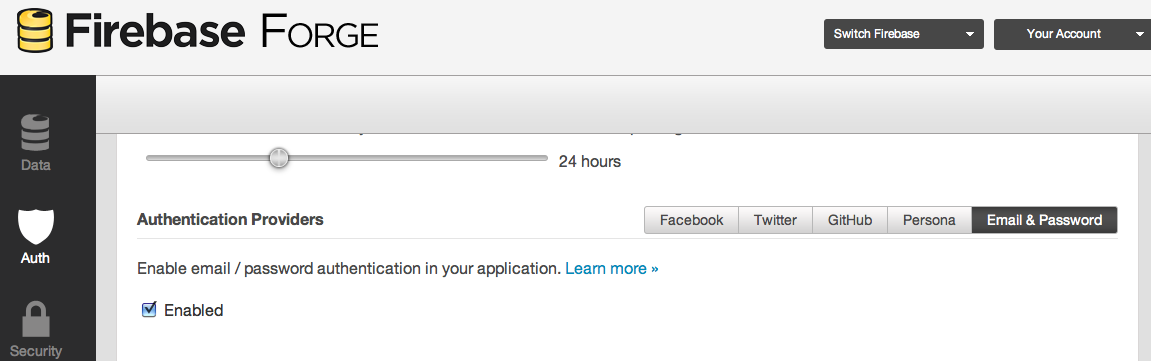 Firebase FORGE
Switch Firebase
Your Account
Data
24 hours
Auth
Authentication Providers
Facebook
Twitter
GitHub
Persona
Email & Password
Enable email / password authentication in your application. Learn more »
Enabled
Security